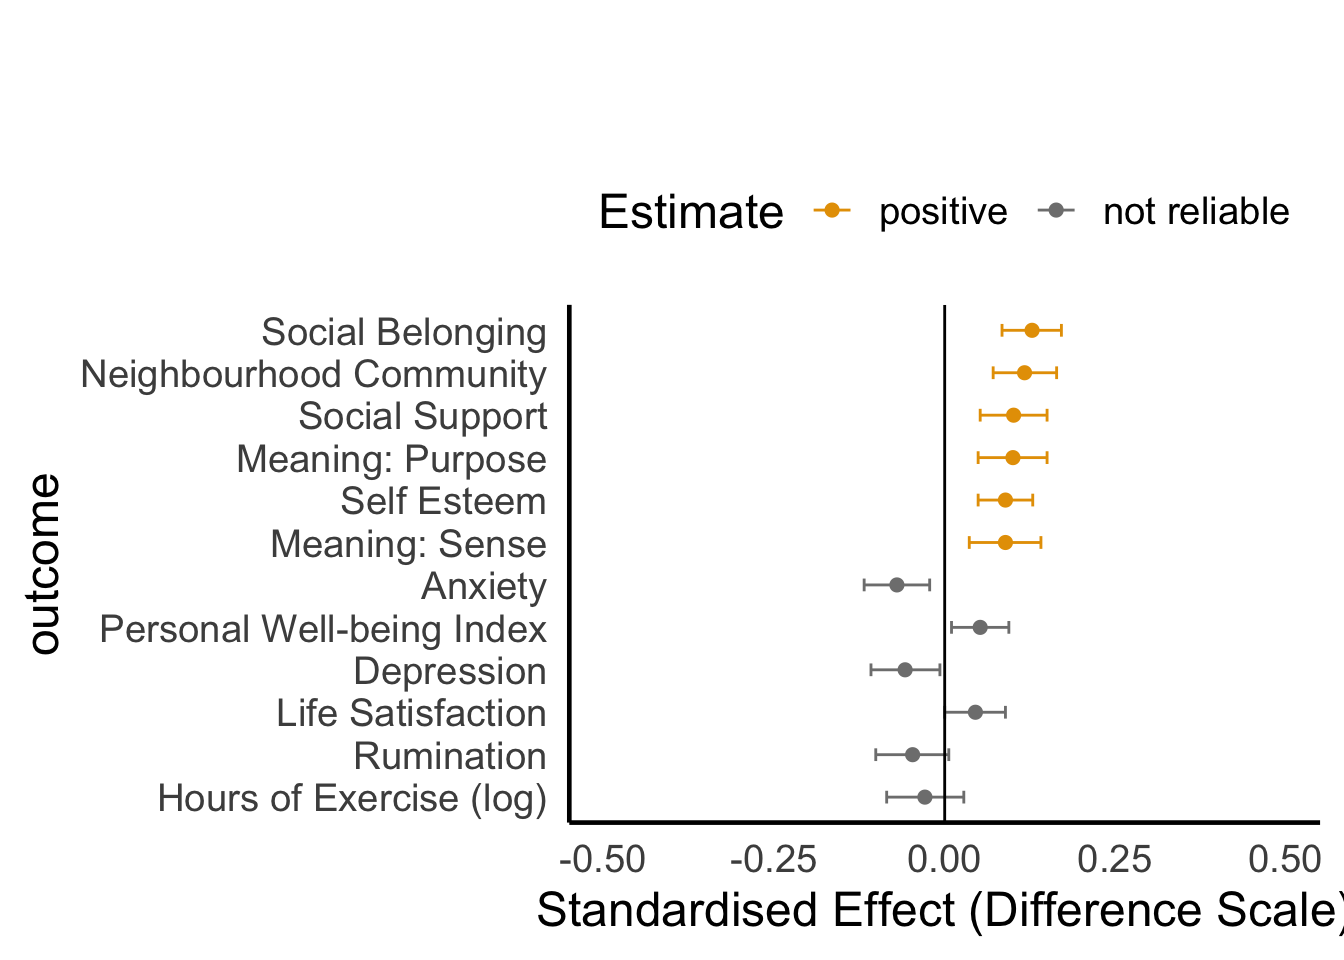 Estimate positive not reliable
Social Belonging
Neighbourhood Community
Social Support
Meaning: Purpose
Self Esteem
Meaning: Sense
Anxiety
Personal Well-being Index
Depression
Life Satisfaction
Rumination
Hours of Exercise (log)
outcome
-0.50 -0.25 0.00 0.25 0.50
Standardised Effect (Difference Scale)